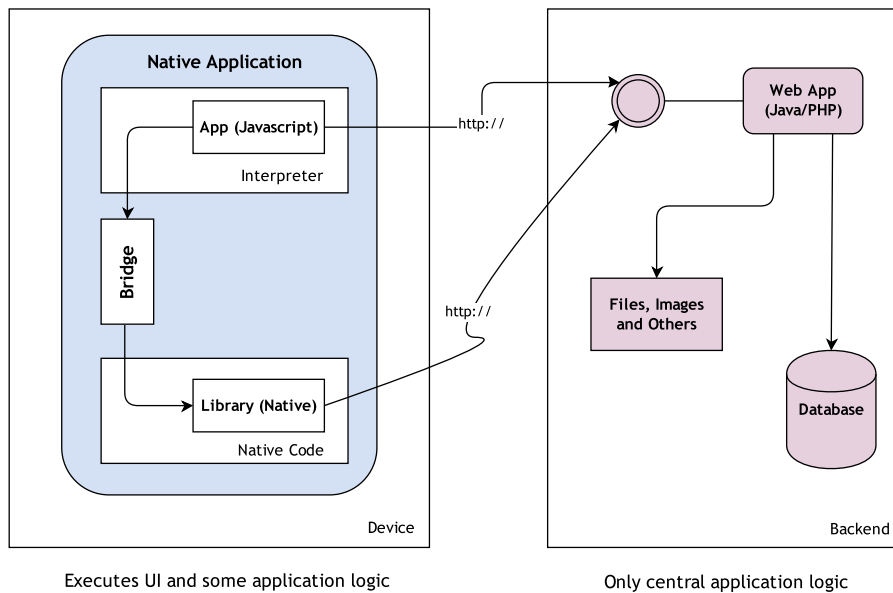 Native Application
App (Javascript)
Interpreter
Bridge
Library (Native)
Native Code
Device
http://
http://
Web App
(Java/PHP)
Files, Images
and Others
Database
Backend
Executes UI and some application logic
Only central application logic